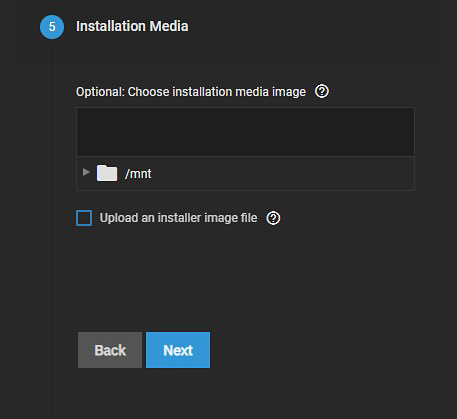 5 Installation Media
Optional: Choose installation media image
/mnt
Upload an installer image file
Back Next